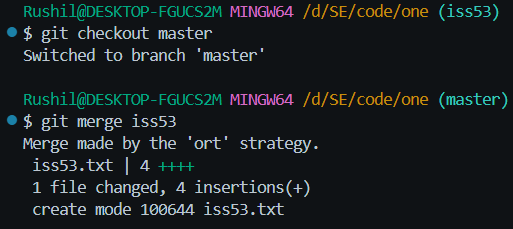 Rushil@DESKTOP-FGUCS2M MINGW64 /d/SE/code/one (iss53)
$ git checkout master
Switched to branch 'master'
Rushil@DESKTOP-FGUCS2M MINGW64 /d/SE/code/one (master)
$ git merge iss53
Merge made by the 'ort' strategy.
iss53.txt | 4 ++++
1 file changed, 4 insertions(+)
create mode 100644 iss53.txt